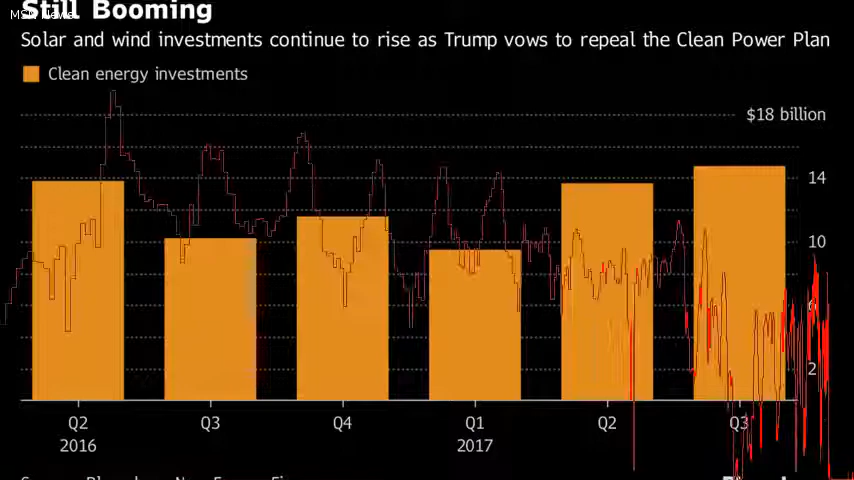 Still Booming
Solar and wind investments continue to rise as Trump vows to repeal the Clean Power Plan
Clean energy investments
$18 billion
14
10
6
2
Q2 Q3 Q4 Q1 Q2 Q3
2016 2017